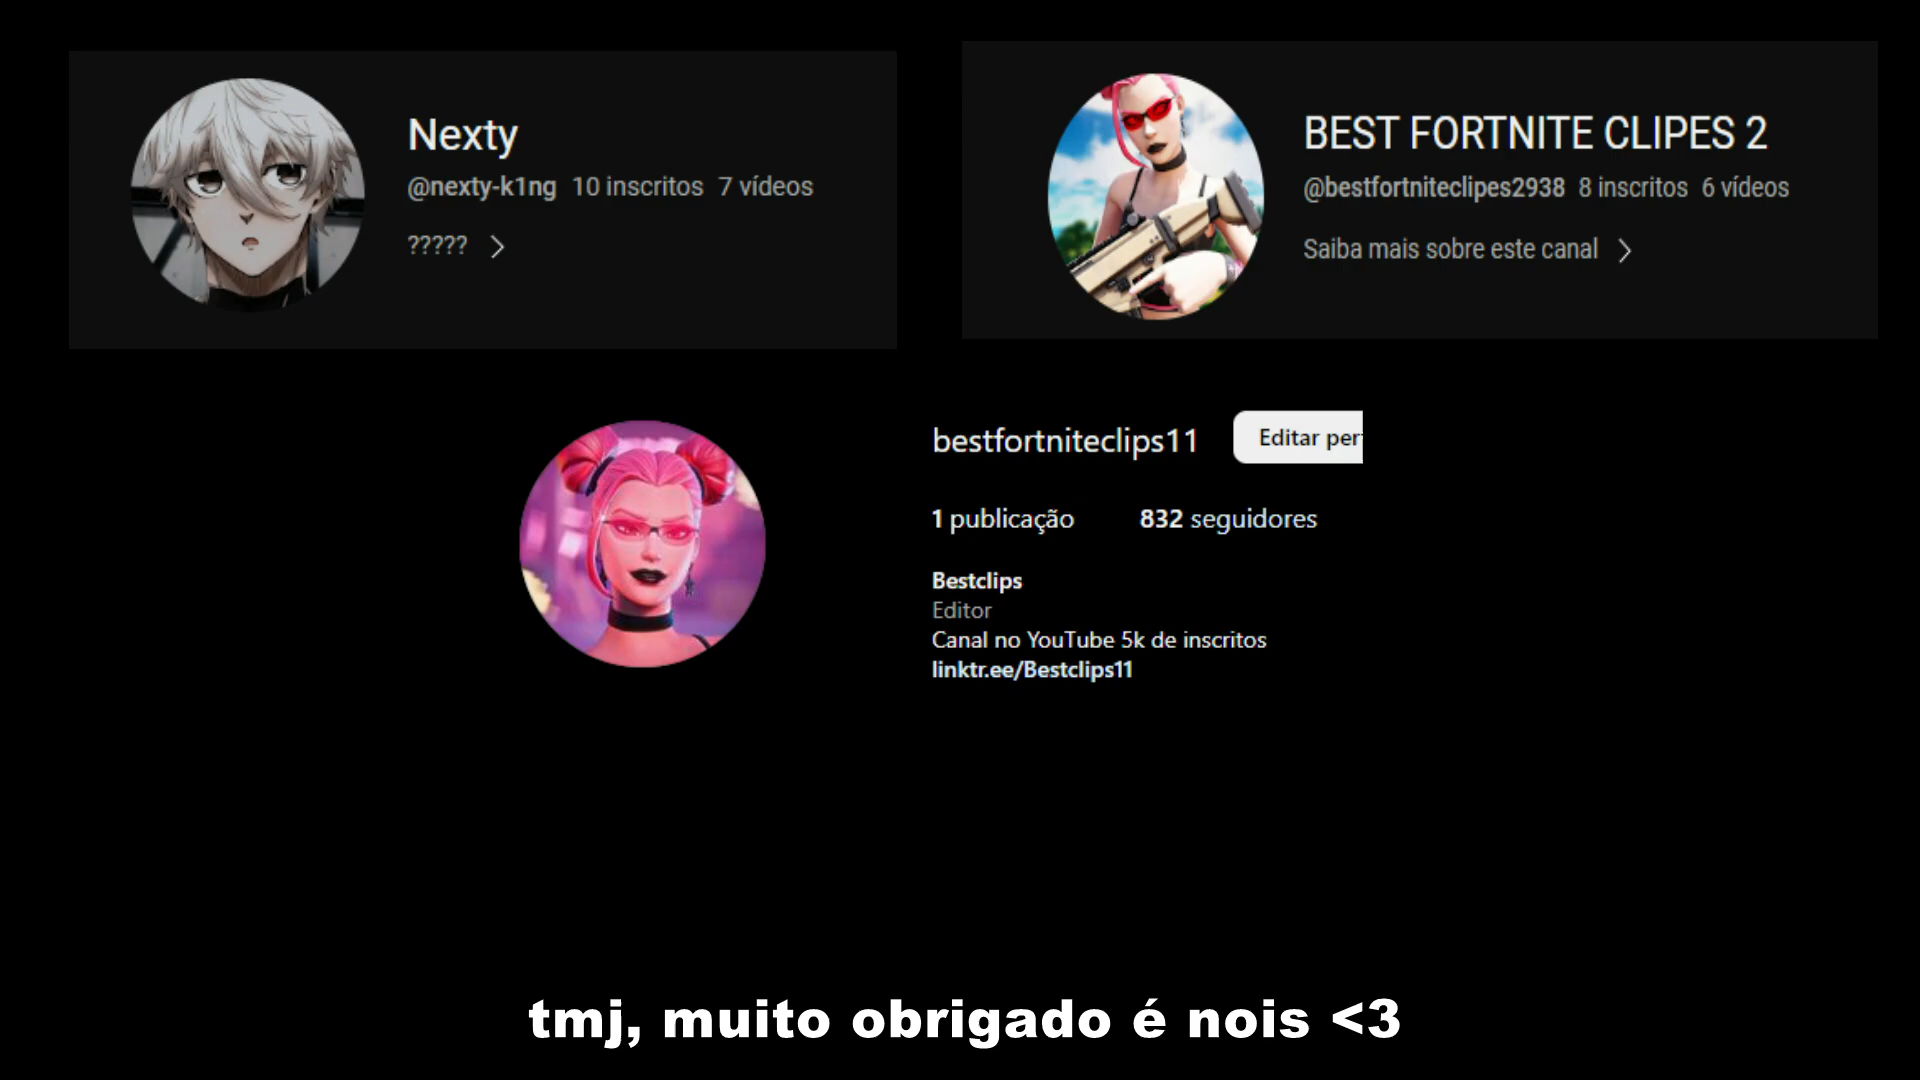 Nexty
@nexty-k1ng 10 inscritos 7 vídeos
?????
BEST FORTNITE CLIPES 2
@bestfortniteclipes2938 8 inscritos 6 vídeos
Saiba mais sobre este canal
bestfortniteclips11 Editar per
1 publicação 832 seguidores
Bestclips
Editor
Canal no YouTube 5k de inscritos
linktr.ee/Bestclips11
tmj, muito obrigado é nois <3